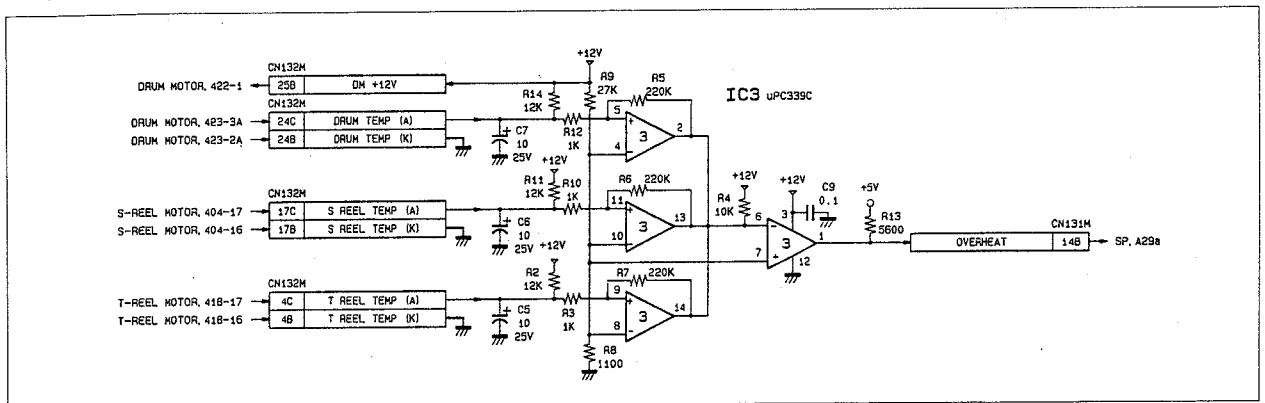 +12V
CN132M
DRUM MOTOR, 422-1
25B
DM +12V
R9
27K
R5
220K
IC3 uPC339C
CN132M
R14
12K
DRUM MOTOR, 423-3A
24C
DRUM TEMP (A)
5
+
3
2
DRUM MOTOR, 423-2A
24B
DRUM TEMP (K)
C7
10
25V
+
R12
1K
4
−
+12V
R11
12K
R10
1K
R6
220K
CN132M
S-REEL MOTOR, 404-17
17C
S REEL TEMP (A)
11
+
3
13
S-REEL MOTOR, 404-16
17B
S REEL TEMP (K)
C6
10
25V
+
10
−
+12V
R4
10K
+12V
C9
0.1
+5V
R13
5600
6
−
3
3
1
7
+
12
CN131M
OVERHEAT
14B
SP, A29a
+12V
R2
12K
R7
220K
CN132M
T-REEL MOTOR, 418-17
4C
T REEL TEMP (A)
9
+
3
14
T-REEL MOTOR, 418-16
4B
T REEL TEMP (K)
C5
10
25V
+
R3
1K
8
−
R8
1100